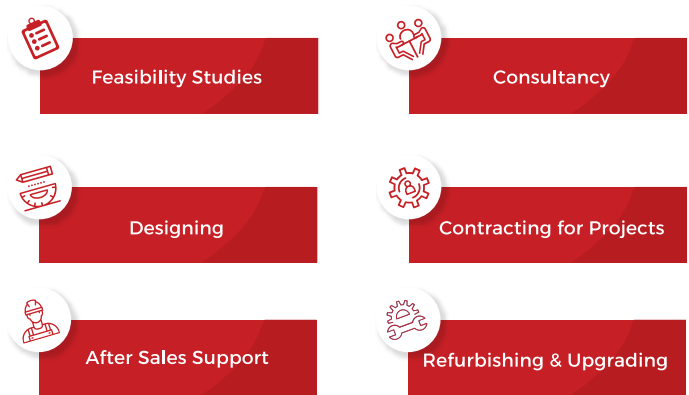 Feasibility Studies
Consultancy
Designing
Contracting for Projects
After Sales Support
Refurbishing & Upgrading